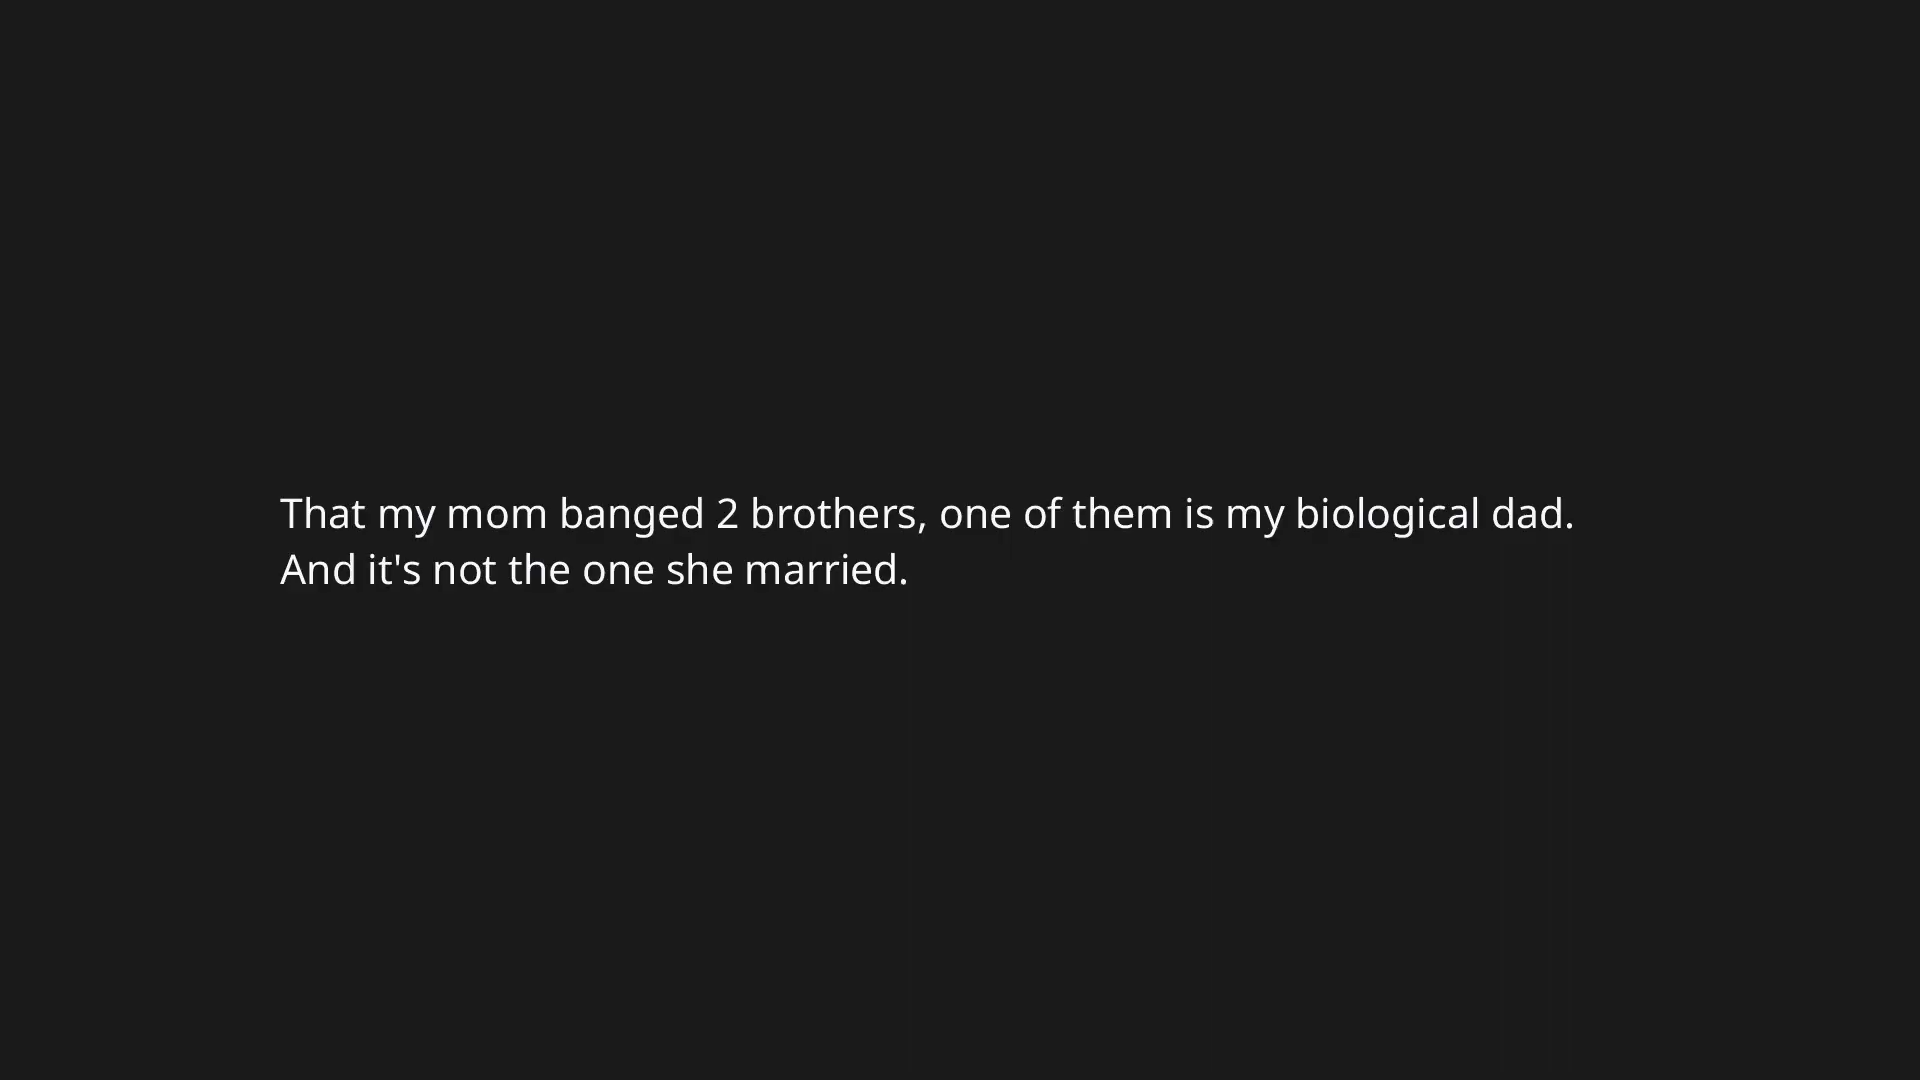 That my mom banged 2 brothers, one of them is my biological dad.
And it's not the one she married.